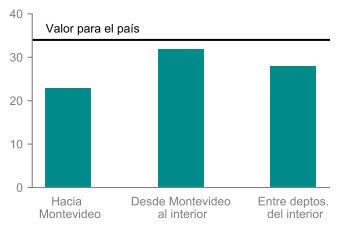 40
Valor para el país
30
20
10
0
Hacia
Montevideo
Desde Montevideo
al interior
Entre deptos.
del interior